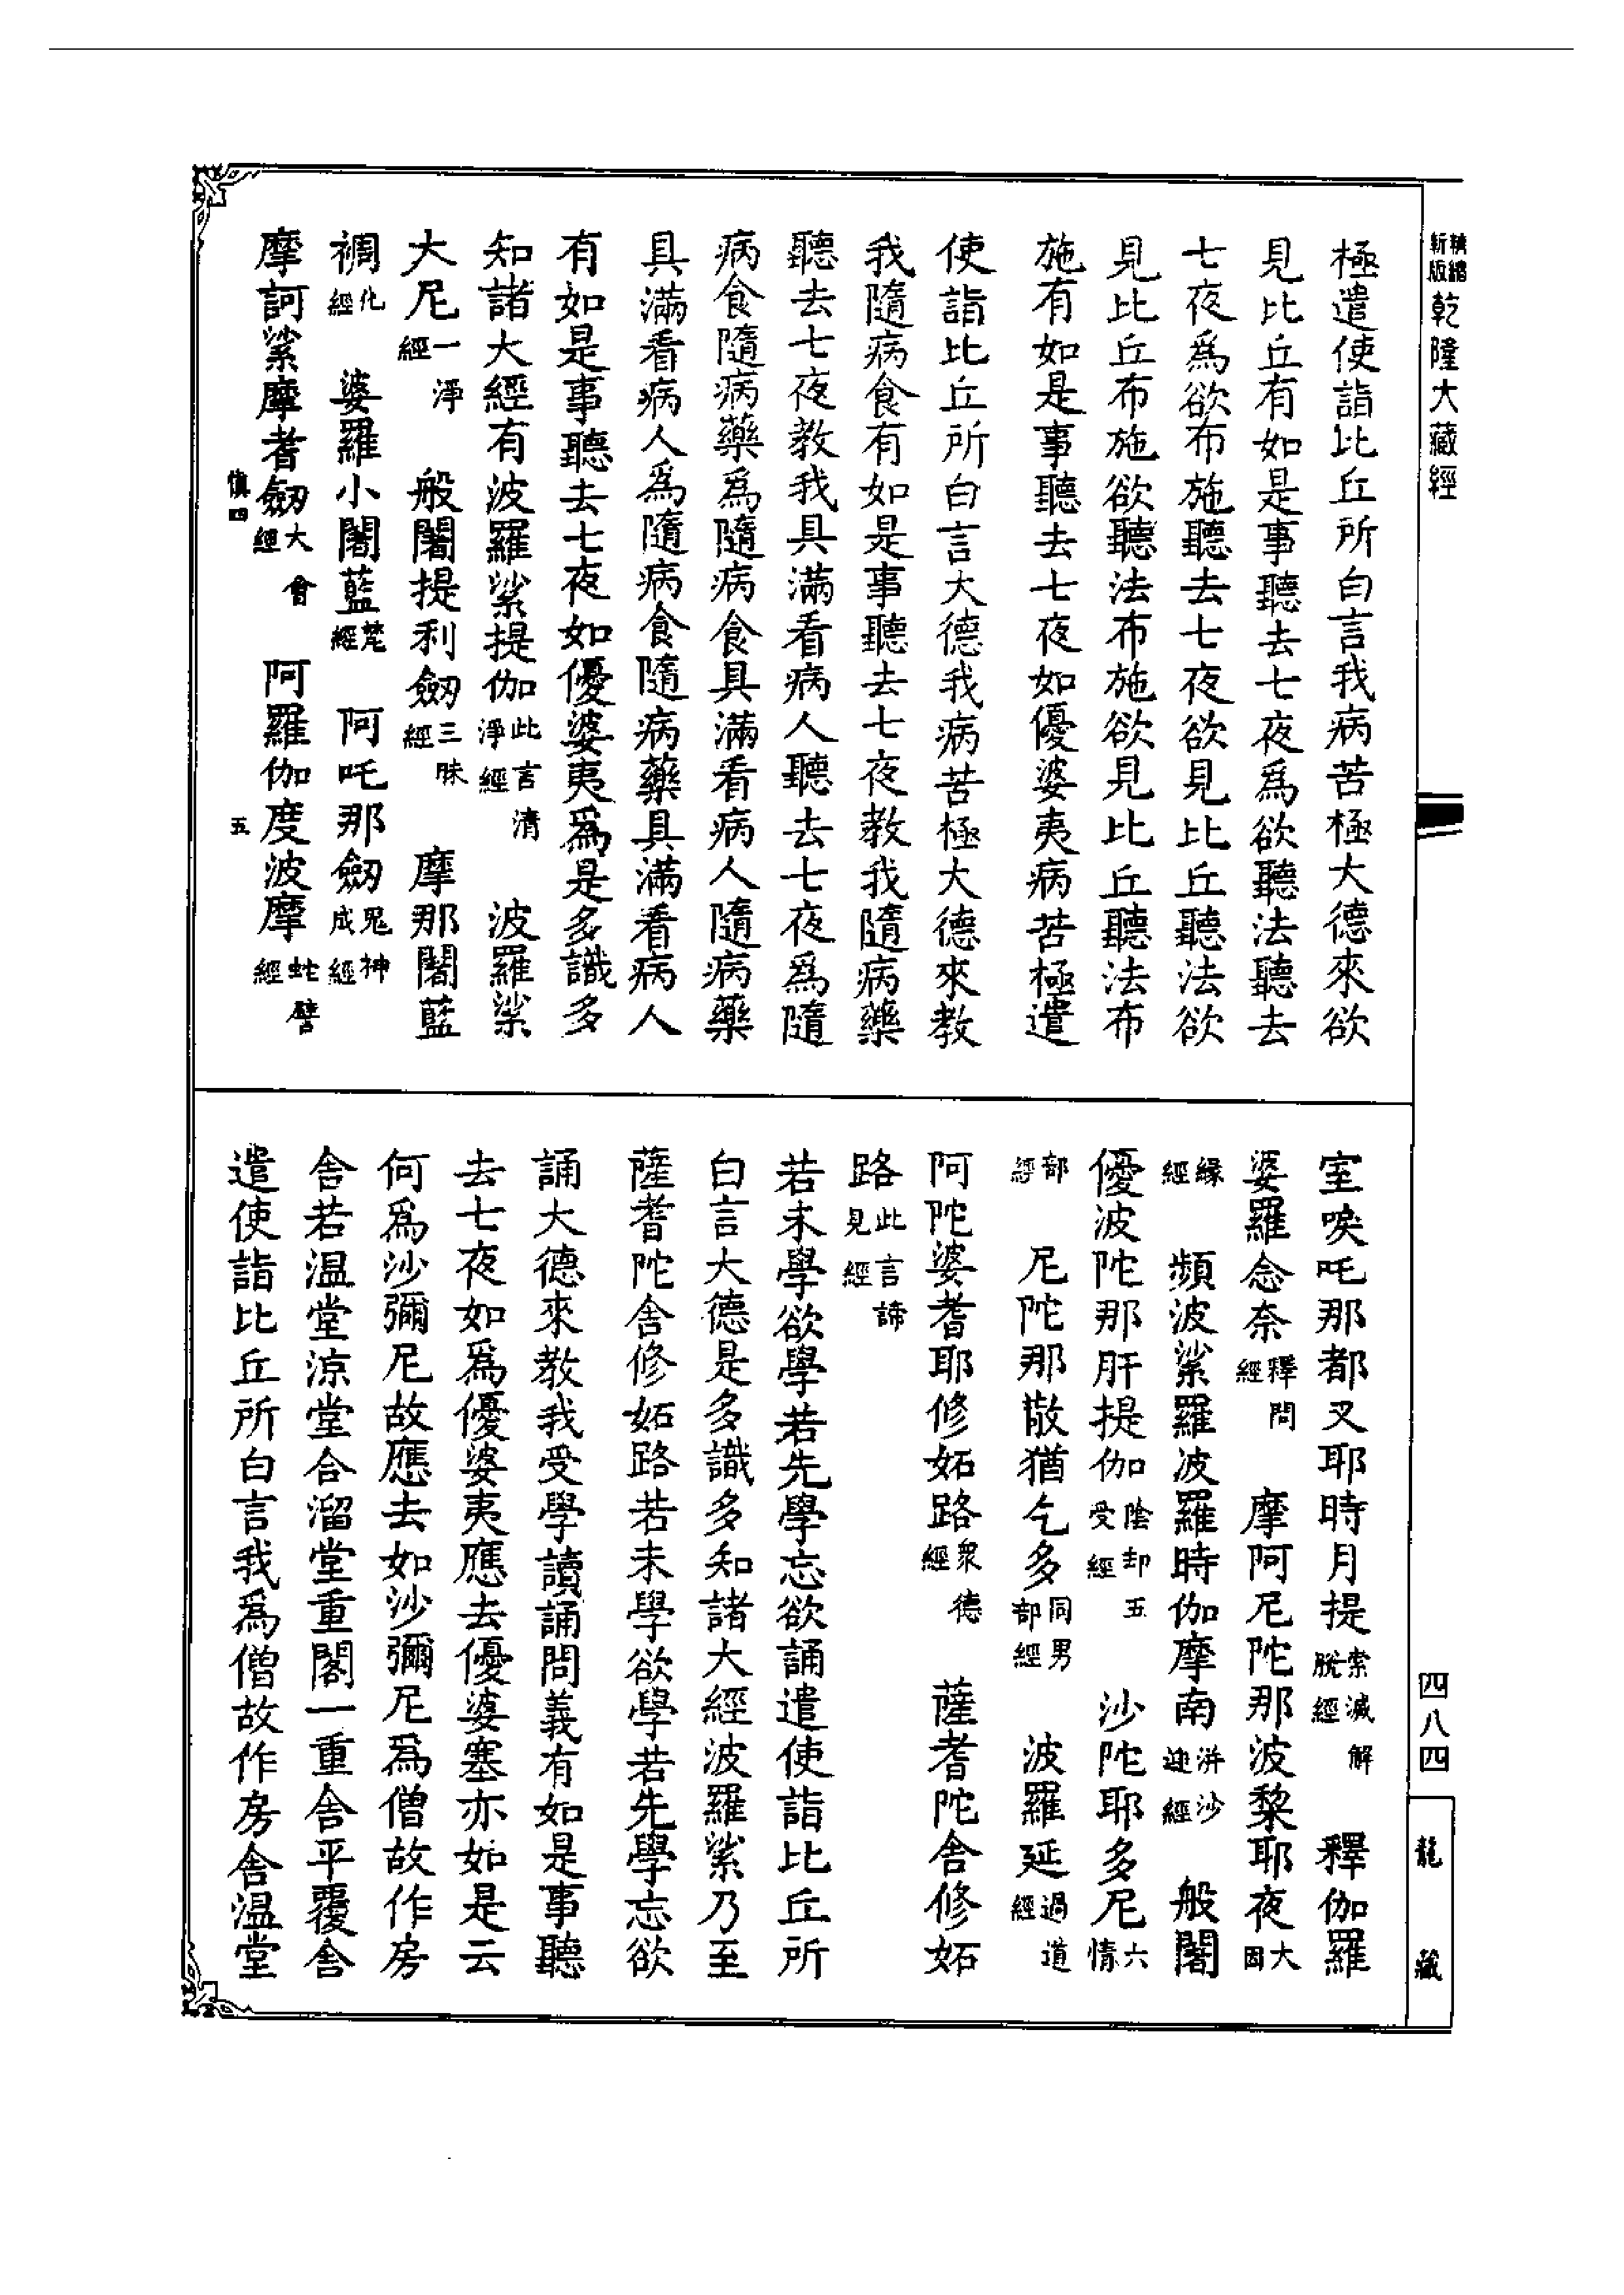 精縮
新版
乾隆大藏經
極遣使詣比丘所白言我病苦極大德來欲
見比丘有如是事聽去七夜爲欲聽法聽去
七夜爲欲布施聽去七夜欲見比丘聽法欲
見比丘布施欲聽法布施欲見比丘聽法布
施有如是事聽去七夜如優婆夷病苦極遣
使詣比丘所白言大德我病苦極大德來教
我隨病食有如是事聽去七夜教我隨病藥
聽去七夜教我具滿看病人聽去七夜爲隨
病食隨病藥爲隨病食具滿看病人隨病藥
具滿看病人爲隨病食隨病藥具滿看病人
有如是事聽去七夜如優婆夷爲是多識多
知諸大經有波羅㲚提伽此言清淨經 波羅㲚
大尼一淨經 般闍提利劒三昧經 摩那闍藍
禂化經 婆羅小闍藍梵經 阿吒那劒鬼神成經
摩訶㲚摩耆劒大會經 阿羅伽度波摩蛇譬經
慎四 五
室唳吒那都叉耶時月提索滅解脫經 釋伽羅
婆羅念奈釋問經 摩阿尼陀那波黎耶夜大因
緣經 頻波㲚羅波羅時伽摩南洴沙迎經 般闍
優波陀那肝提伽五陰却受經 沙陀耶多尼六情
部經 尼陀那散猶乞多同男部經 波羅延過道經
阿陀婆耆耶修妬路衆德經 薩耆陀舍修妬
路此言諦見經
若未學欲學若先學忘欲誦遣使詣比丘所
白言大德是多識多知諸大經波羅㲚乃至
薩耆陀舍修妬路若未學欲學若先學忘欲
誦大德來教我受學讀誦問義有如是事聽
去七夜如爲優婆夷應去優婆塞亦如是云
何爲沙彌尼故應去如沙彌尼爲僧故作房
舍若温堂涼堂合溜堂重閣一重舍平覆舍
遣使詣比丘所白言我爲僧故作房舍温堂
四八四
龍藏